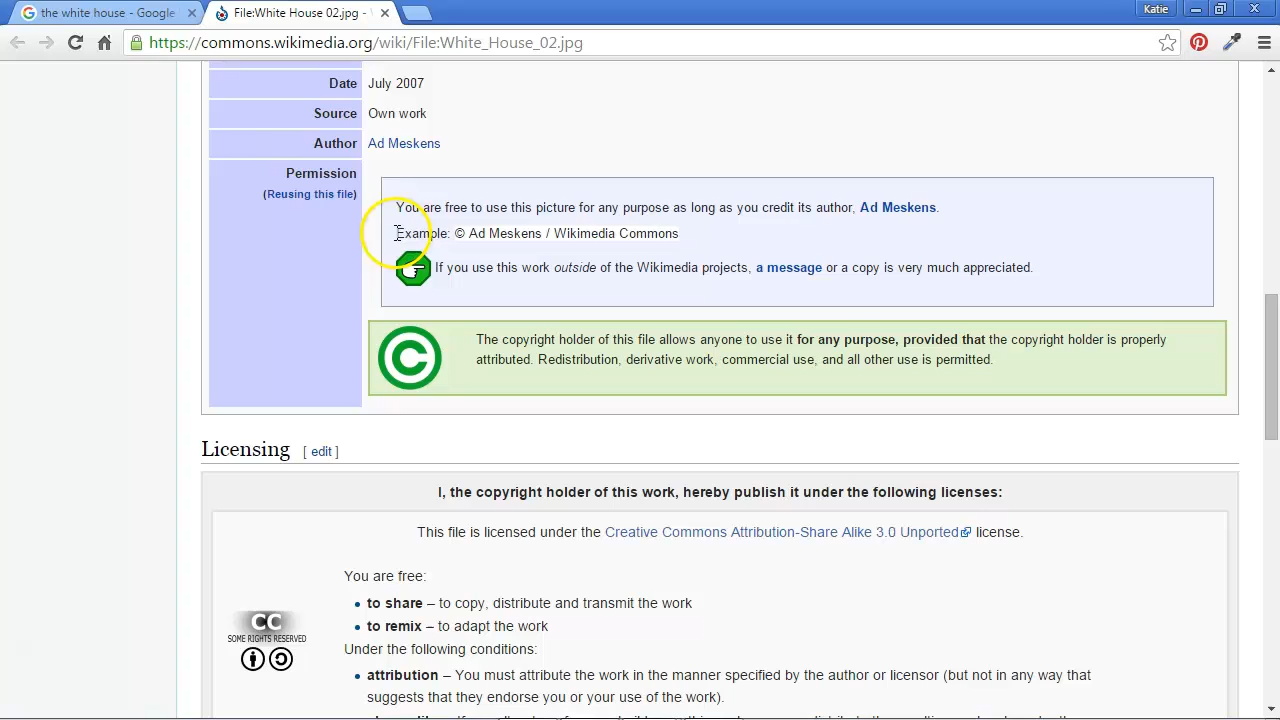 the white house - Google
File:White House 02.jpg -
Katie
https://commons.wikimedia.org/wiki/File:White_House_02.jpg
Date July 2007
Source Own work
Author Ad Meskens
Permission
(Reusing this file)
You are free to use this picture for any purpose as long as you credit its author, Ad Meskens.
Example: © Ad Meskens / Wikimedia Commons
If you use this work outside of the Wikimedia projects, a message or a copy is very much appreciated.
The copyright holder of this file allows anyone to use it for any purpose, provided that the copyright holder is properly
attributed. Redistribution, derivative work, commercial use, and all other use is permitted.
Licensing [ edit ]
I, the copyright holder of this work, hereby publish it under the following licenses:
This file is licensed under the Creative Commons Attribution-Share Alike 3.0 Unported license.
You are free:
• to share – to copy, distribute and transmit the work
• to remix – to adapt the work
CC
SOME RIGHTS RESERVED
Under the following conditions:
• attribution – You must attribute the work in the manner specified by the author or licensor (but not in any way that
suggests that they endorse you or your use of the work).